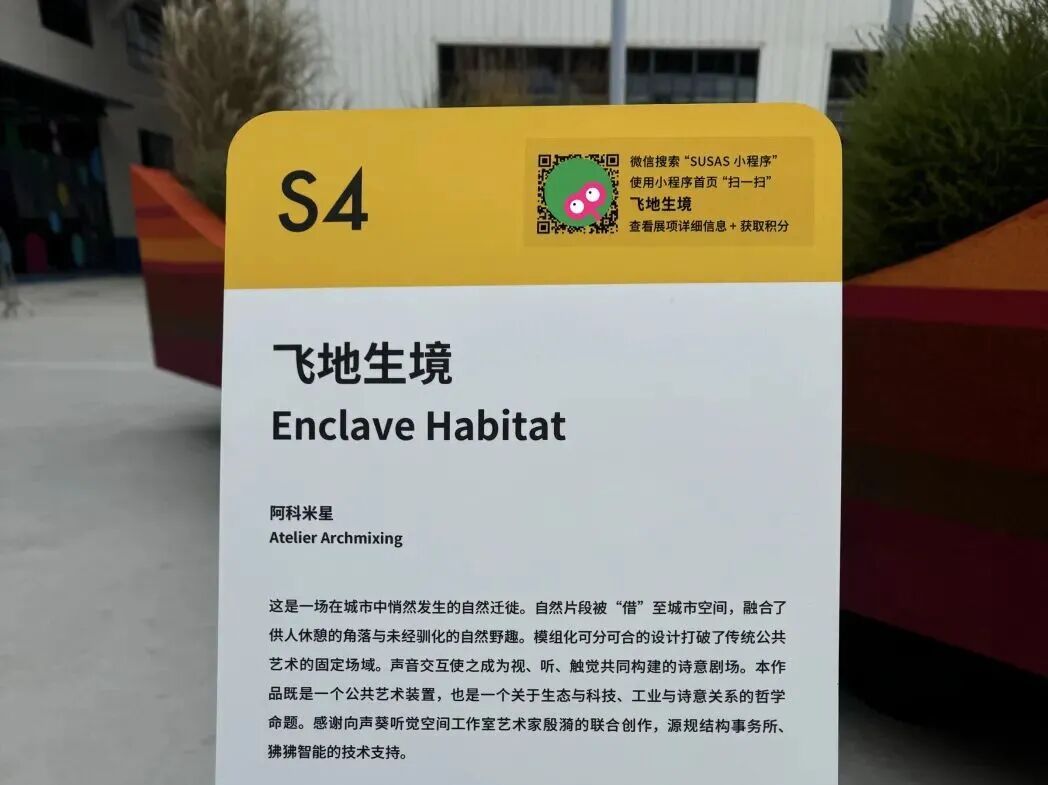 S4
微信搜索“SUSAS 小程序”
使用小程序首页“扫一扫”
飞地生境
查看展项详细信息 + 获取积分
飞地生境
Enclave Habitat
阿科米星
Atelier Archmixing
这是一场在城市中悄然发生的自然迁徙。自然片段被“借”至城市空间，融合了
供人休憩的角落与未经驯化的自然野趣。模组化可分可合的设计打破了传统公共
艺术的固定场域。声音交互使之成为视、听、触觉共同构建的诗意剧场。本作
品既是一个公共艺术装置，也是一个关于生态与科技、工业与诗意关系的哲学
命题。感谢向声葵听觉空间工作室艺术家殷漪的联合创作，源规结构事务所、
狒狒智能的技术支持。